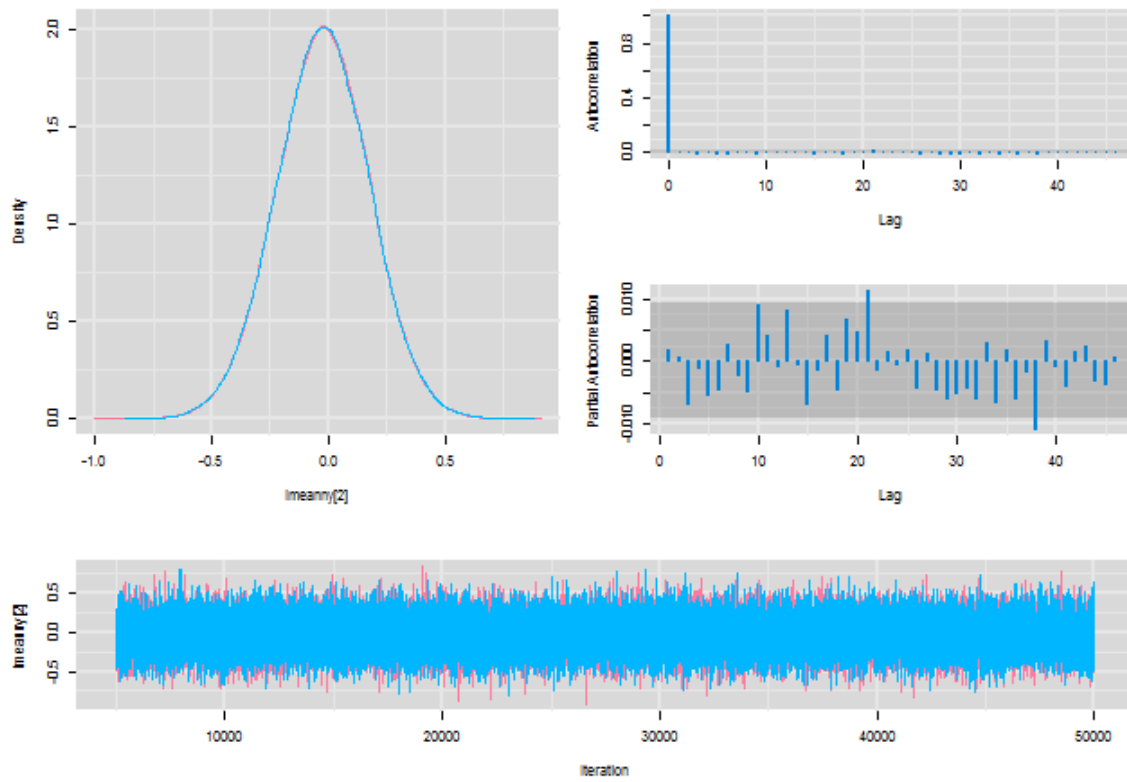 Density
0.0 0.5 1.0 1.5 2.0
-1.0 -0.5 0.0 0.5
lmeanny[2]
Autocorrelation
0.0 0.4 0.8
0 10 20 30 40
Lag
Partial Autocorrelation
-0.010 0.000 0.010
0 10 20 30 40
Lag
lmeanny[2]
-0.5 0.0 0.5
10000 20000 30000 40000 50000
Iteration